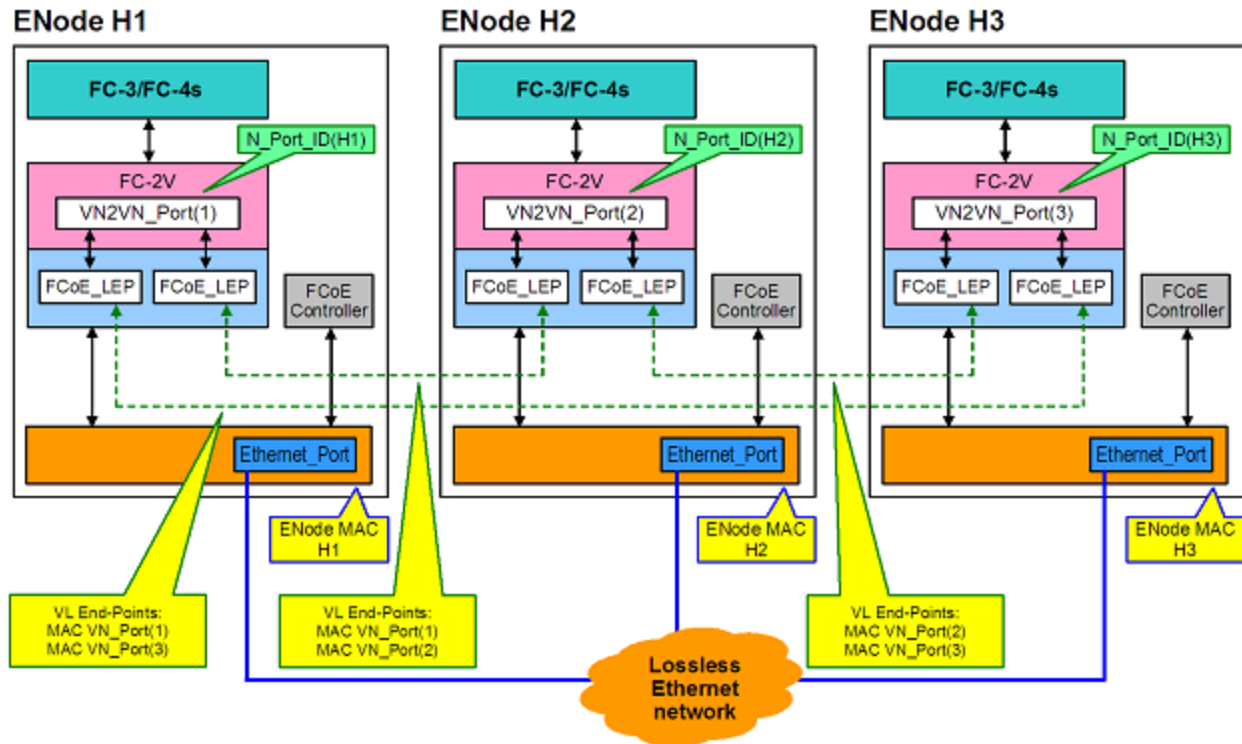 ENode H1
ENode H2
ENode H3
FC-3/FC-4s
FC-3/FC-4s
FC-3/FC-4s
N_Port_ID(H1)
N_Port_ID(H2)
N_Port_ID(H3)
FC-2V
FC-2V
FC-2V
VN2VN_Port(1)
VN2VN_Port(2)
VN2VN_Port(3)
FCoE_LEP
FCoE_LEP
FCoE
Controller
FCoE_LEP
FCoE_LEP
FCoE
Controller
FCoE_LEP
FCoE_LEP
FCoE
Controller
Ethernet_Port
Ethernet_Port
Ethernet_Port
ENode MAC
H1
ENode MAC
H2
ENode MAC
H3
VL End-Points:
MAC VN_Port(1)
MAC VN_Port(3)
VL End-Points:
MAC VN_Port(1)
MAC VN_Port(2)
VL End-Points:
MAC VN_Port(2)
MAC VN_Port(3)
Lossless
Ethernet
network